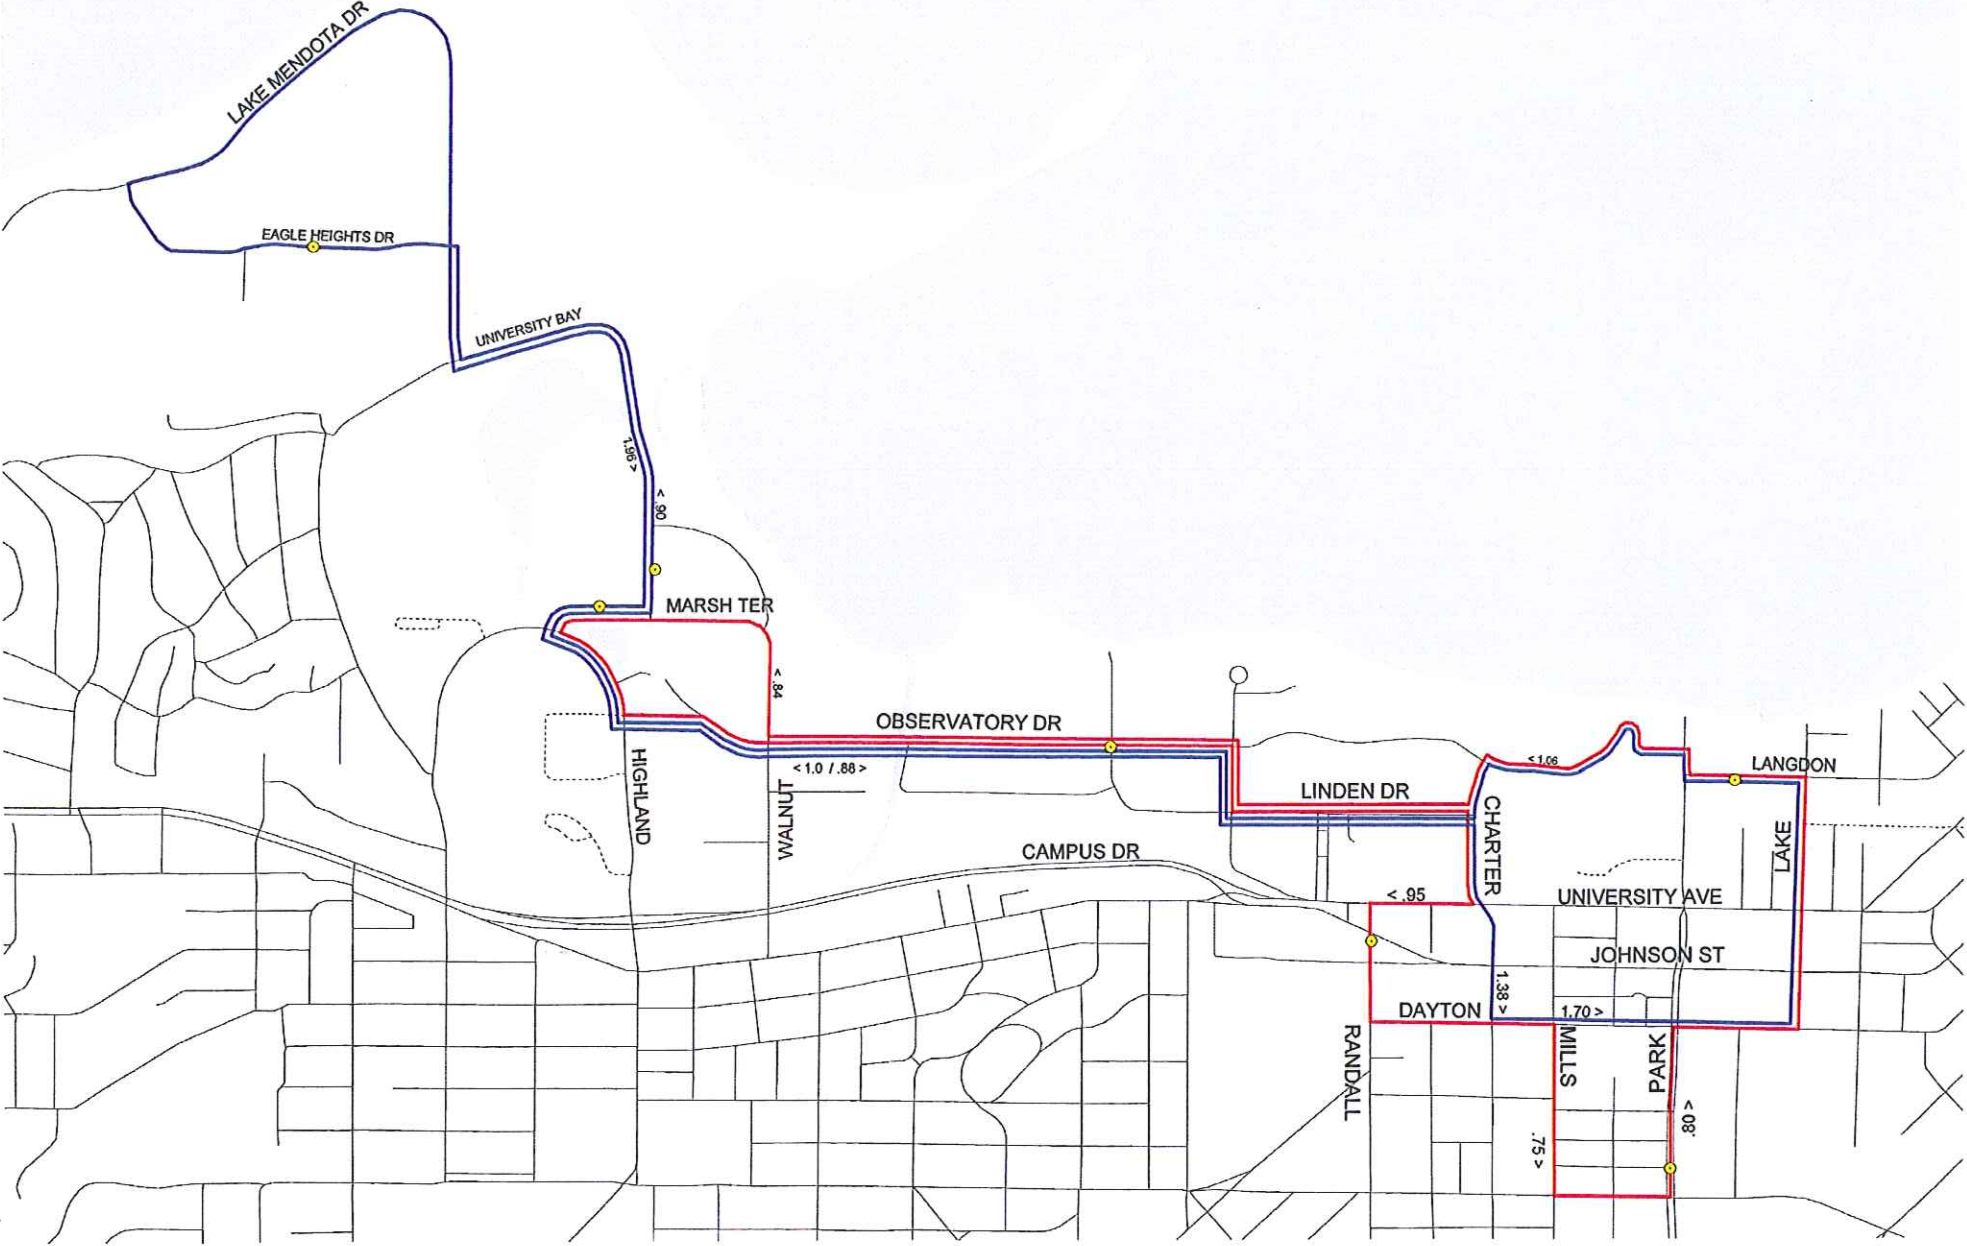 LAKE MENDOTA DR
EAGLE HEIGHTS DR
UNIVERSITY BAY
1.96 >
< .90
MARSH TER
< .84
OBSERVATORY DR
< 1.0 / .86 >
HIGHLAND
WALNUT
LINDEN DR
CHARTER
< 1.06
LANGDON
LAKE
CAMPUS DR
< .95
UNIVERSITY AVE
JOHNSON ST
DAYTON
1.38 >
1.70 >
RANDALL
MILLS
PARK
.75 >
.80 >